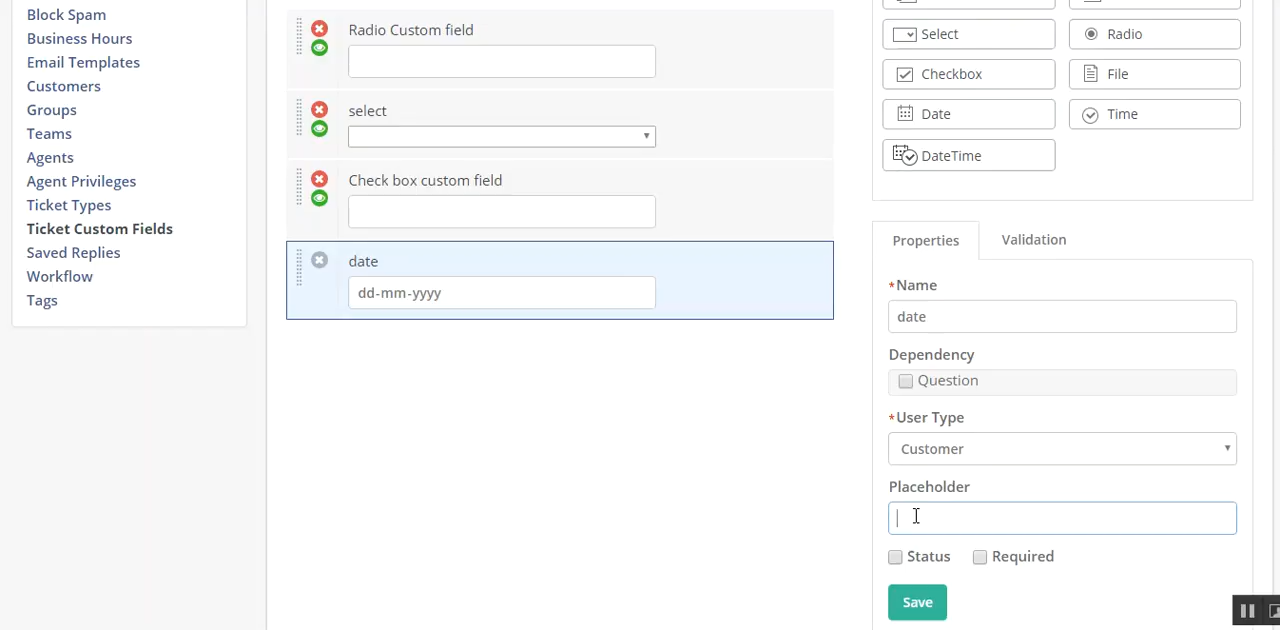 Block Spam
Business Hours
Email Templates
Customers
Groups
Teams
Agents
Agent Privileges
Ticket Types
Ticket Custom Fields
Saved Replies
Workflow
Tags
Radio Custom field
select
Check box custom field
date
dd-mm-yyyy
Select
Radio
Checkbox
File
Date
Time
DateTime
Properties
Validation
*Name
date
Dependency
Question
*User Type
Customer
Placeholder
Status
Required
Save